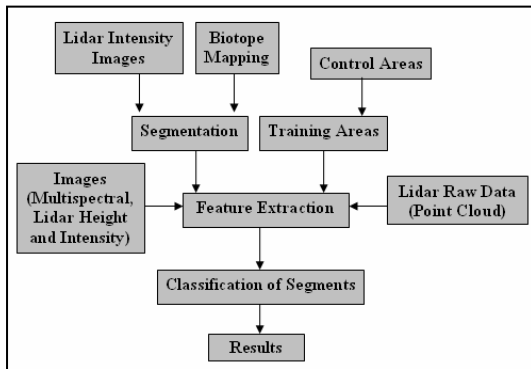 Lidar Intensity
Images
Biotope
Mapping
Control Areas
Segmentation
Training Areas
Images
(Multispectral,
Lidar Height
and Intensity)
Feature Extraction
Lidar Raw Data
(Point Cloud)
Classification of Segments
Results